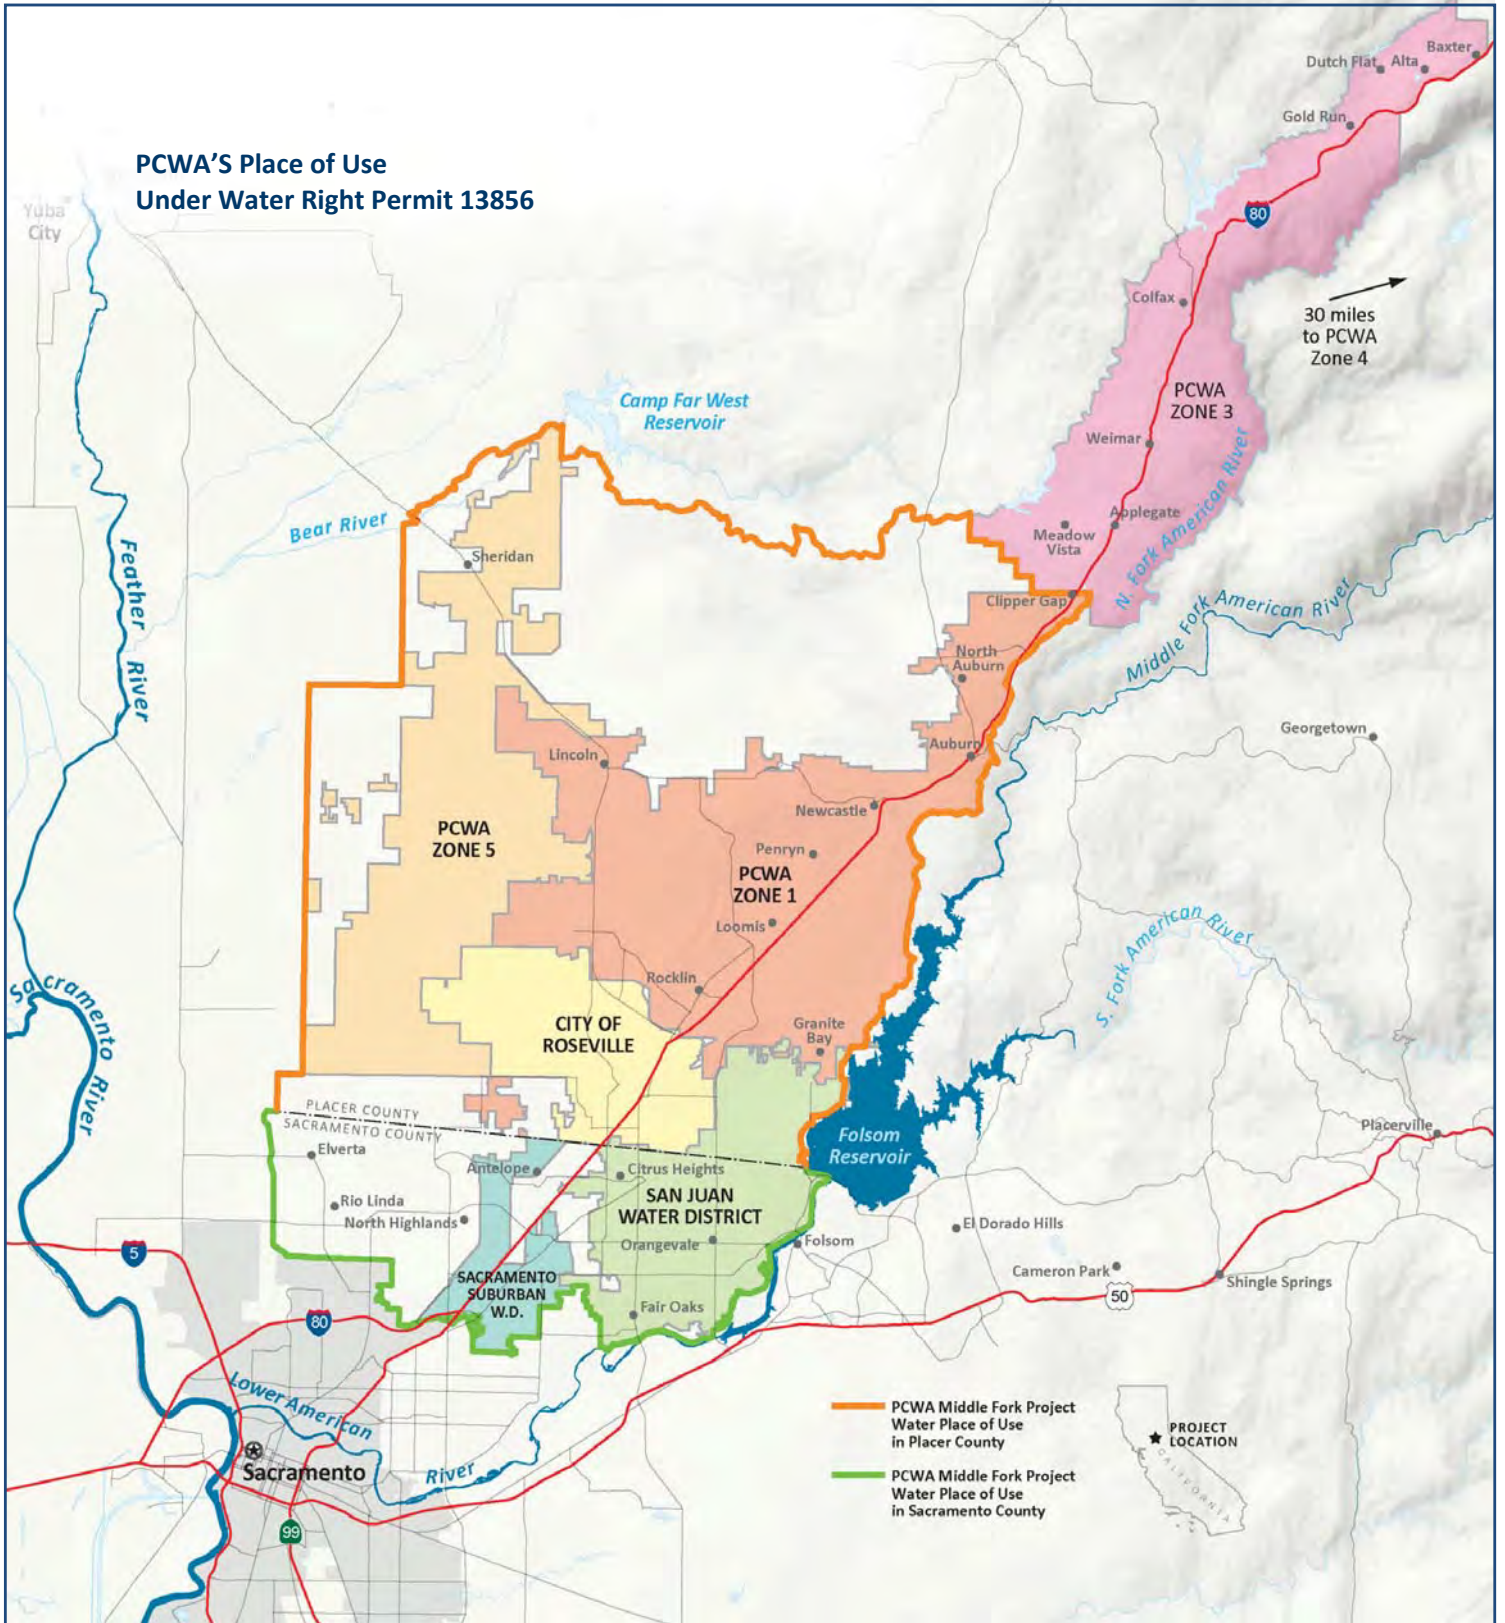 PCWA'S Place of Use
Under Water Right Permit 13856
Yuba
City
Dutch Flat
Alta
Baxter
Gold Run
80
Colfax
30 miles
to PCWA
Zone 4
PCWA
ZONE 3
Camp Far West
Reservoir
Weimar
Bear River
Applegate
Meadow
Vista
N. Fork American River
Sheridan
Feather River
Clipper Gap
Middle Fork American River
North
Auburn
Georgetown
Auburn
Lincoln
Newcastle
PCWA
ZONE 5
Penryn
PCWA
ZONE 1
Loomis
S. Fork American River
Rocklin
Sacramento River
CITY OF
ROSEVILLE
Granite
Bay
PLACER COUNTY
SACRAMENTO COUNTY
Folsom
Reservoir
Placerville
Elverta
Antelope
Citrus Heights
Rio Linda
North Highlands
SAN JUAN
WATER DISTRICT
Orangevale
Folsom
El Dorado Hills
5
Cameron Park
Shingle Springs
50
SACRAMENTO
SUBURBAN
W.D.
Fair Oaks
80
Lower American River
Sacramento
99
PCWA Middle Fork Project
Water Place of Use
in Placer County
PCWA Middle Fork Project
Water Place of Use
in Sacramento County
PROJECT
LOCATION
CALIFORNIA